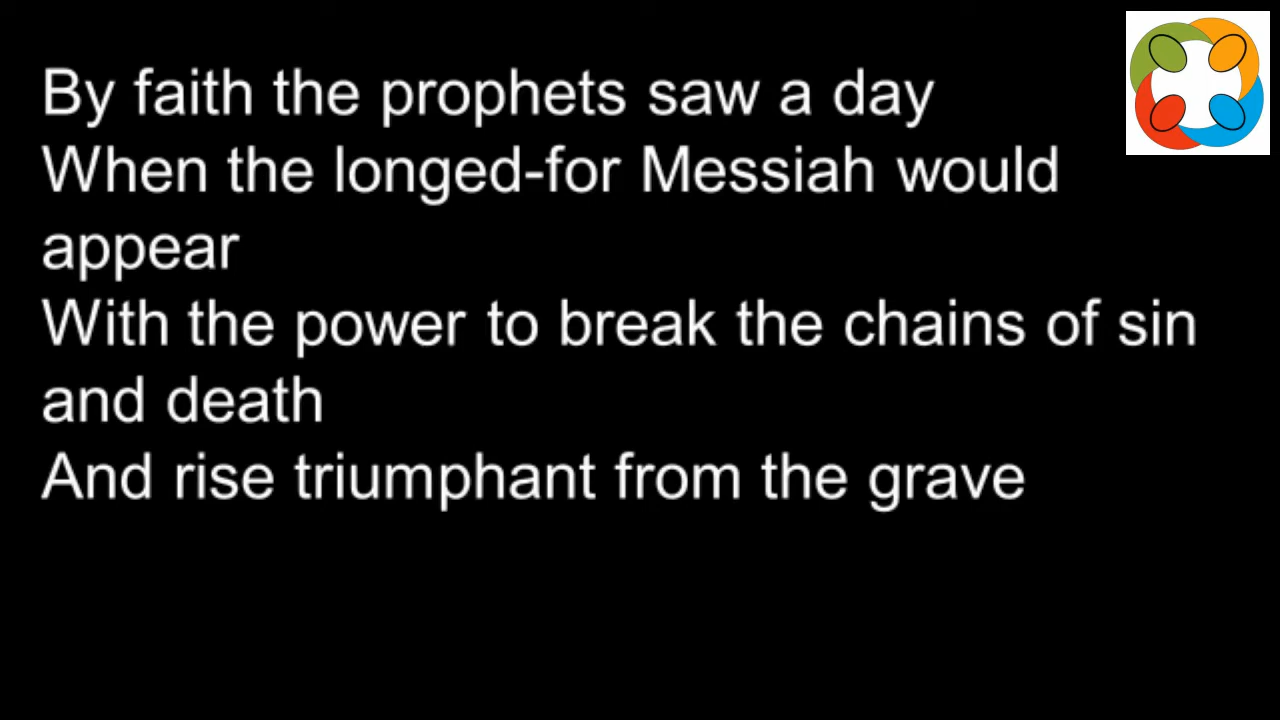 By faith the prophets saw a day
When the longed-for Messiah would
appear
With the power to break the chains of sin
and death
And rise triumphant from the grave